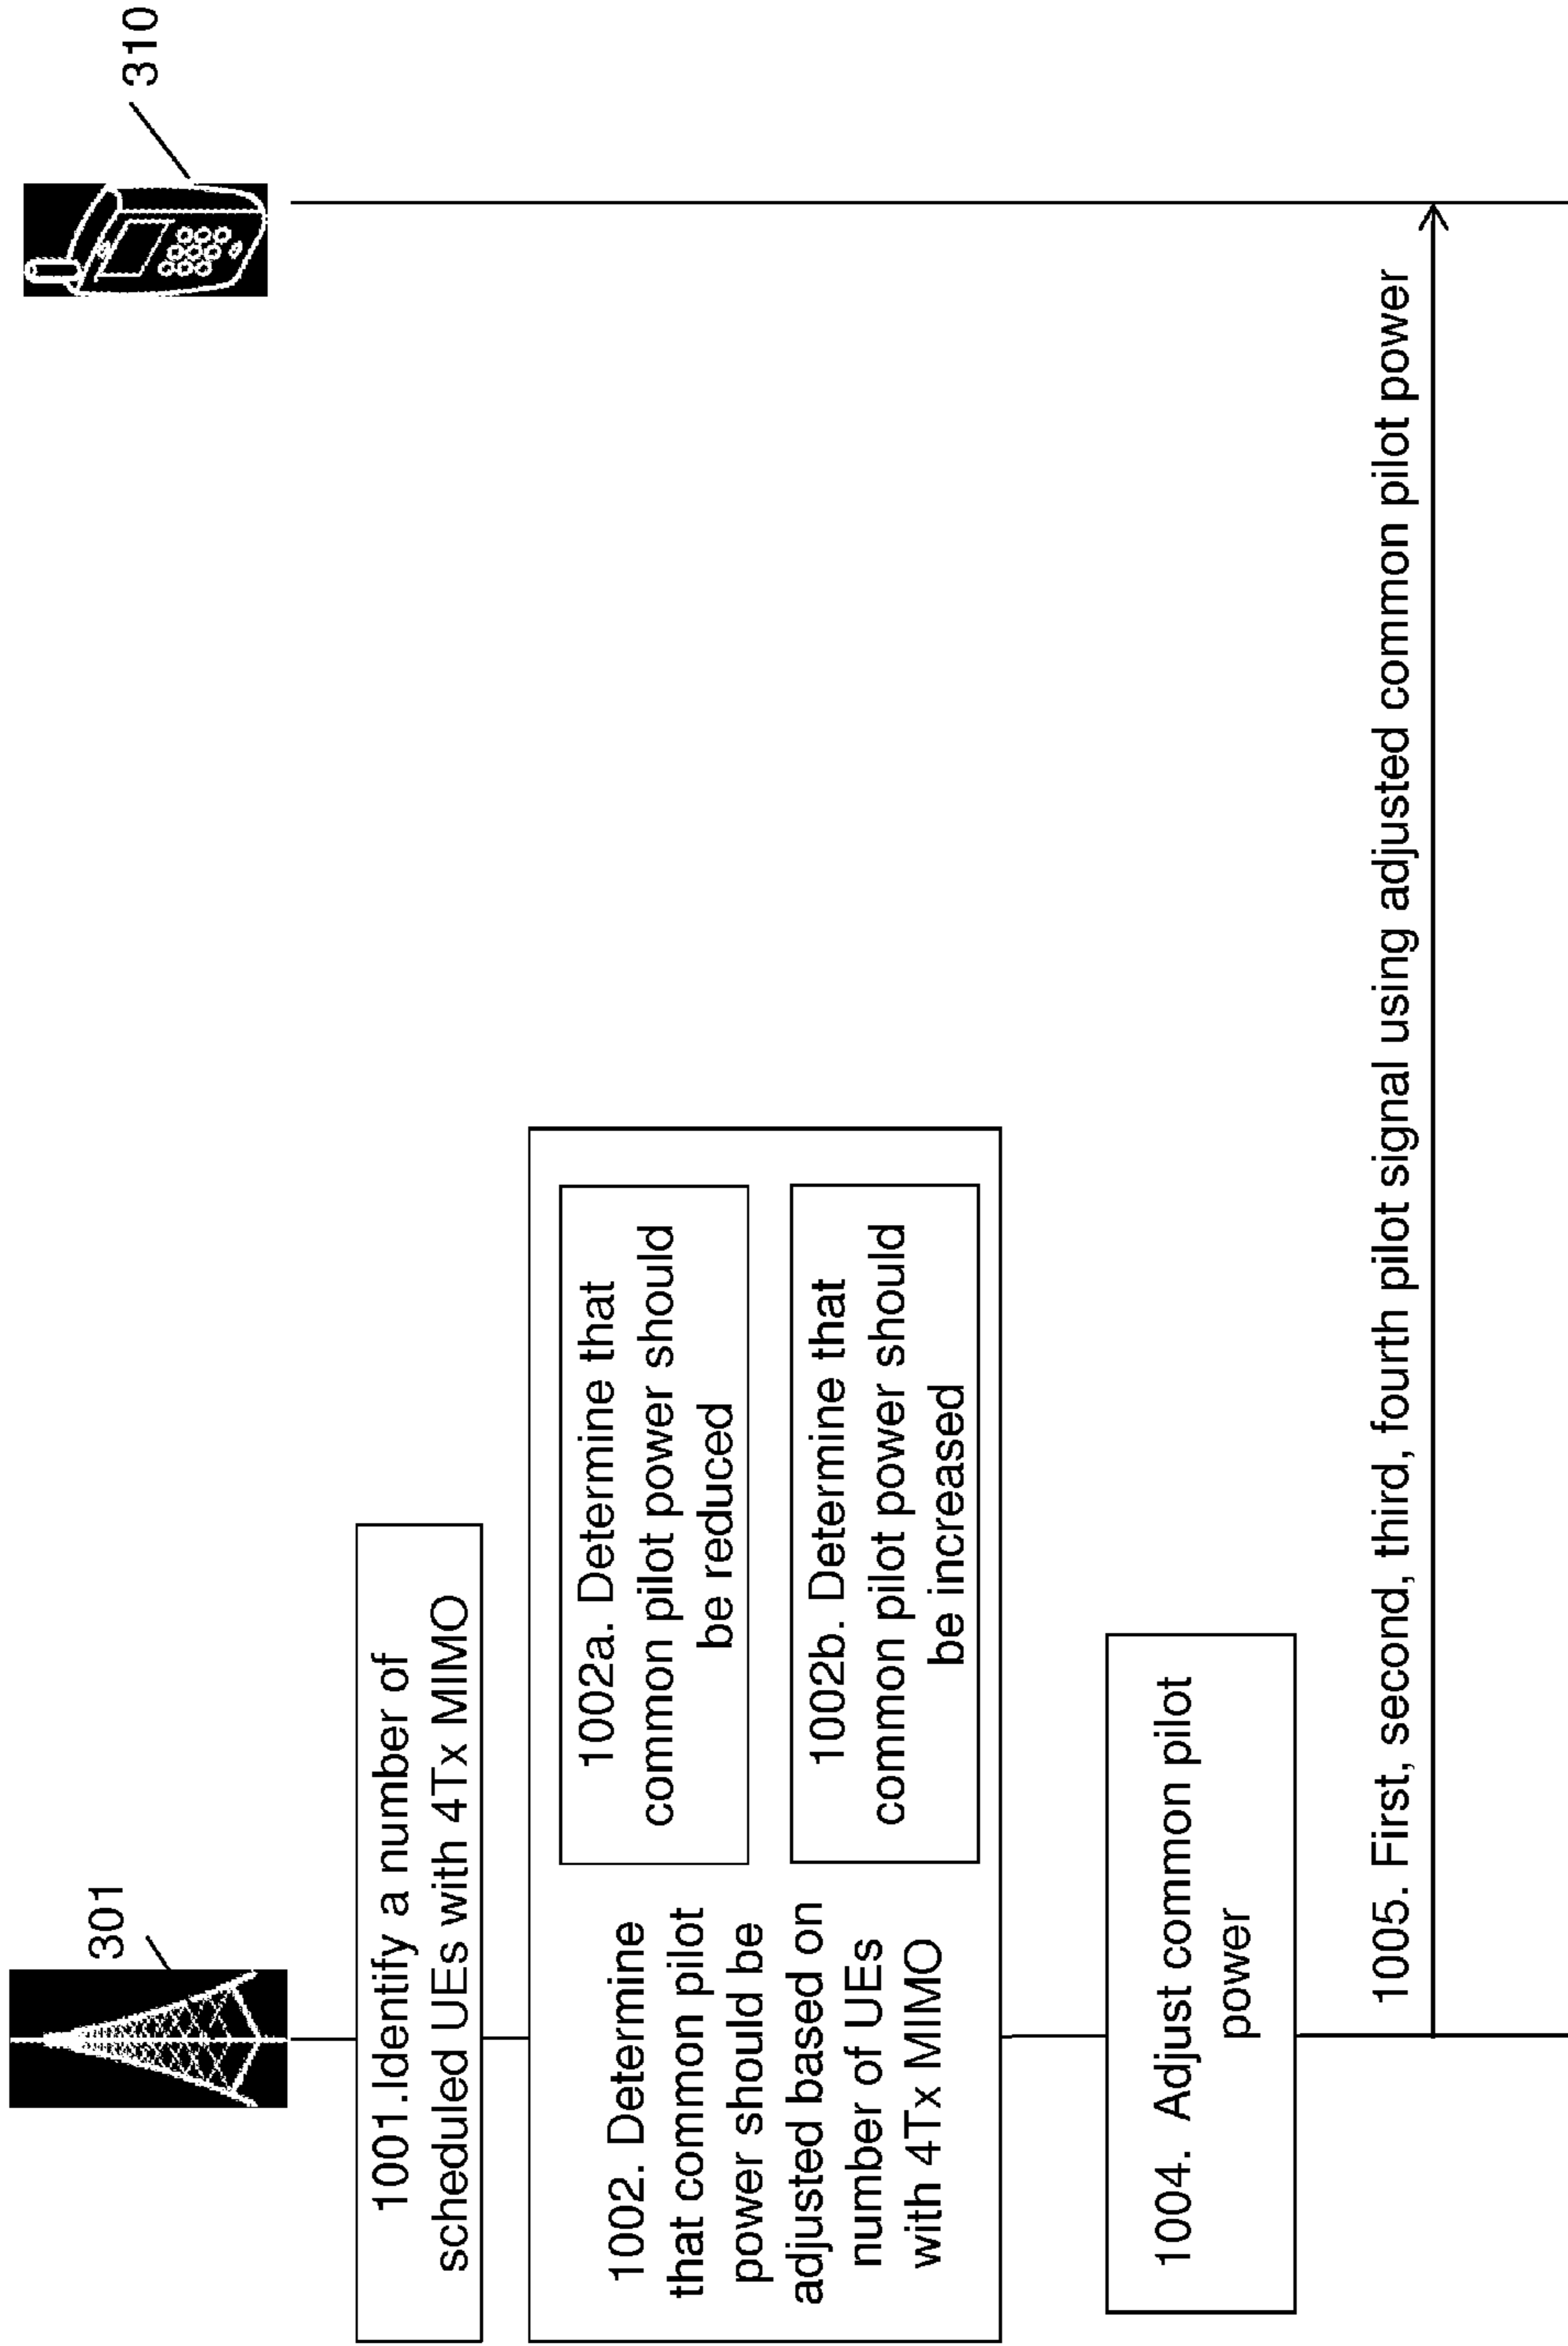 301
310
1001.Identify a number of
scheduled UEs with 4Tx MIMO
1002. Determine
that common pilot
power should be
adjusted based on
number of UEs
with 4Tx MIMO
1002a. Determine that
common pilot power should
be reduced
1002b. Determine that
common pilot power should
be increased
1004. Adjust common pilot
power
1005. First, second, third, fourth pilot signal using adjusted common pilot power